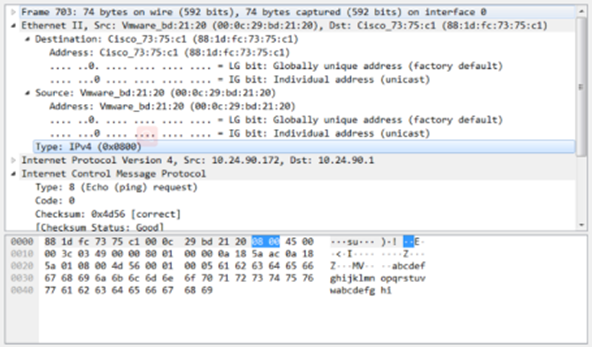 Frame 703: 74 bytes on wire (592 bits), 74 bytes captured (592 bits) on interface 0
Ethernet II, Src: Vmware_bd:21:20 (00:0c:29:bd:21:20), Dst: Cisco_73:75:c1 (88:1d:fc:73:75:c1)
Destination: Cisco_73:75:c1 (88:1d:fc:73:75:c1)
Address: Cisco_73:75:c1 (88:1d:fc:73:75:c1)
.... ..0. .... .... .... .... = LG bit: Globally unique address (factory default)
.... ...0 .... .... .... .... = IG bit: Individual address (unicast)
Source: Vmware_bd:21:20 (00:0c:29:bd:21:20)
Address: Vmware_bd:21:20 (00:0c:29:bd:21:20)
.... ..0. .... .... .... .... = LG bit: Globally unique address (factory default)
.... ...0 .... .... .... .... = IG bit: Individual address (unicast)
Type: IPv4 (0x0800)
Internet Protocol Version 4, Src: 10.24.90.172, Dst: 10.24.90.1
Internet Control Message Protocol
Type: 8 (Echo (ping) request)
Code: 0
Checksum: 0x4d56 [correct]
[Checksum Status: Good]
0000 88 1d fc 73 75 c1 00 0c 29 bd 21 20 08 00 45 00 ...su... ).! ..E.
0010 00 3c 03 49 00 00 80 01 00 00 0a 18 5a ac 0a 18 .<.I.... ....Z...
0020 5a 01 08 00 4d 56 00 01 00 05 61 62 63 64 65 66 Z...MV.. ..abcdef
0030 67 68 69 6a 6b 6c 6d 6e 6f 70 71 72 73 74 75 76 ghijklmn opqrstuv
0040 77 61 62 63 64 65 66 67 68 69 wabcdefg hi